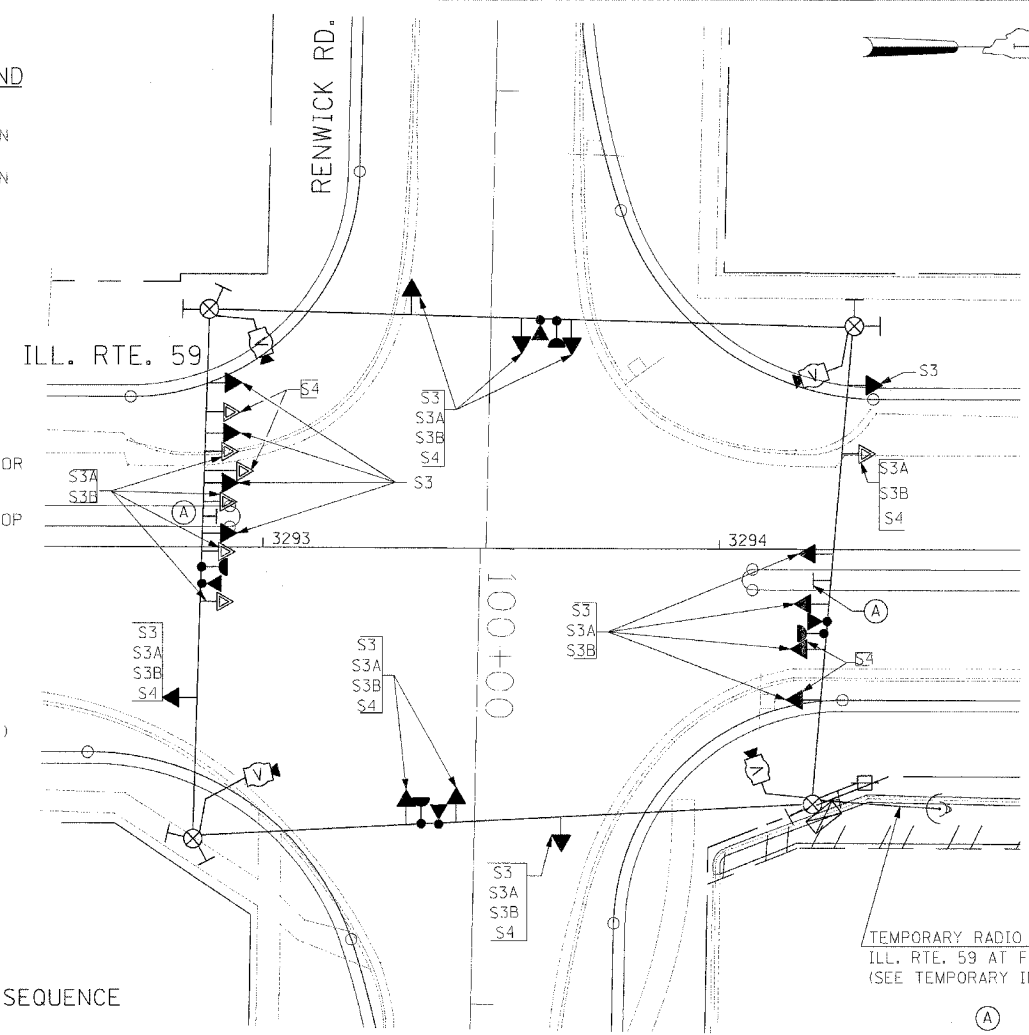 ND
N
N
RENWICK RD.
ILL. RTE. 59
V
V
S4
S3
S3
S3A
S3B
S4
OR
S3A
S3B
S3
A
OP
S3A
S3B
S4
3293
3294
100+00
S3
S3A
S3B
A
S4
S3
S3A
S3B
S4
S3
S3A
S3B
S4
)
V
V
S3
S3A
S3B
S4
TEMPORARY RADIO
ILL. RTE. 59 AT F
(SEE TEMPORARY I
SEQUENCE
A